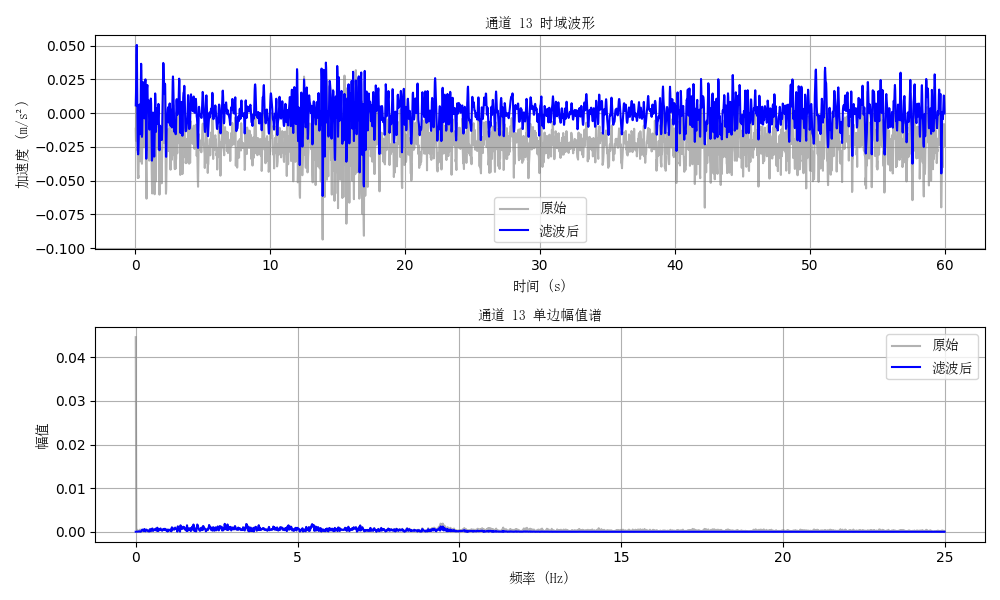 通道 13 时域波形
0.050
0.025
0.000
−0.025
−0.050
−0.075
−0.100
加速度 (m/s²)
原始
滤波后
0 10 20 30 40 50 60
时间 (s)
通道 13 单边幅值谱
0.04
0.03
0.02
0.01
0.00
幅值
原始
滤波后
0 5 10 15 20 25
频率 (Hz)